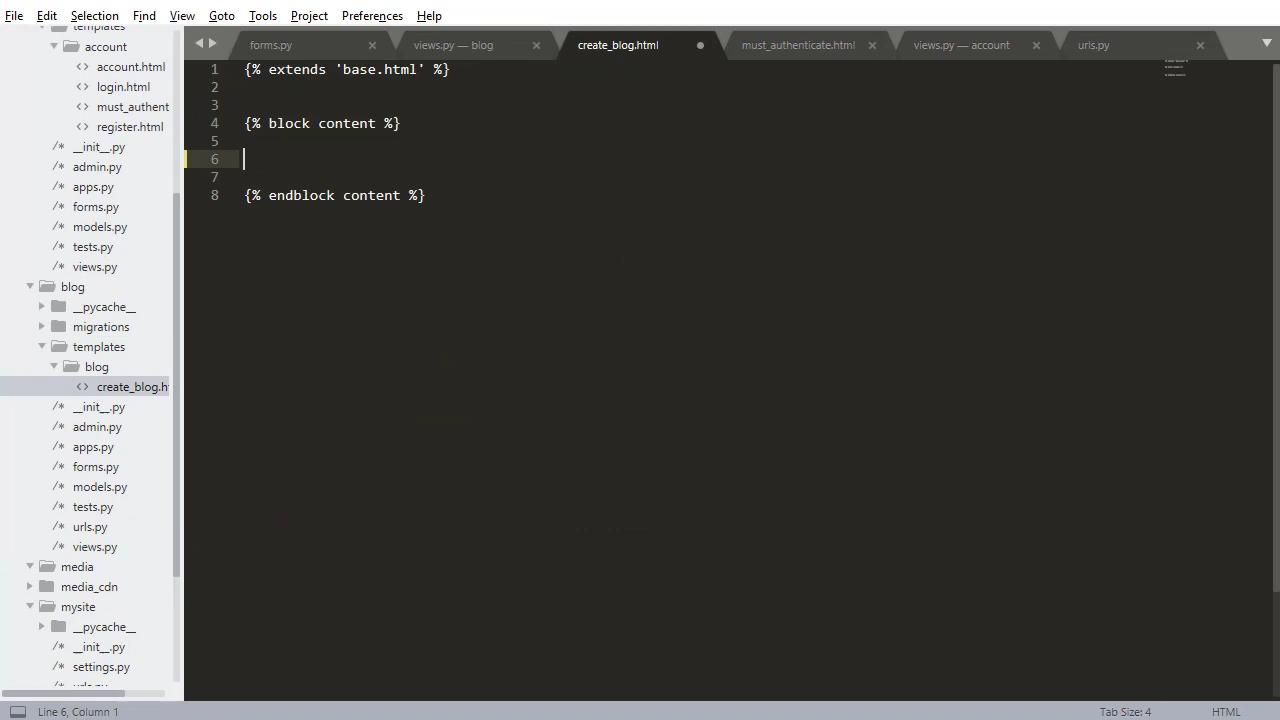 File Edit Selection Find View Goto Tools Project Preferences Help
forms.py
views.py — blog
create_blog.html
must_authenticate.html
views.py — account
urls.py
templates
account
<> account.html
<> login.html
<> must_authent
<> register.html
/* __init__.py
/* admin.py
/* apps.py
/* forms.py
/* models.py
/* tests.py
/* views.py
blog
__pycache__
migrations
templates
blog
<> create_blog.h
/* __init__.py
/* admin.py
/* apps.py
/* forms.py
/* models.py
/* tests.py
/* urls.py
/* views.py
media
media_cdn
mysite
__pycache__
/* __init__.py
/* settings.py
1 {% extends 'base.html' %}
2
3
4 {% block content %}
5
6
7
8 {% endblock content %}
Line 6, Column 1
Tab Size: 4
HTML